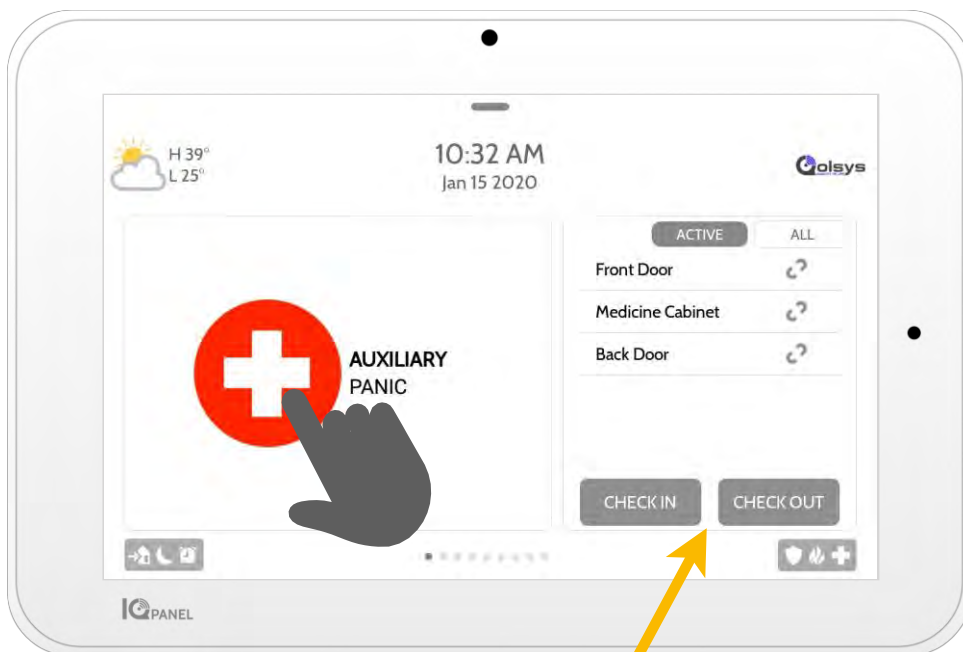 H 39°
L 25°
10:32 AM
Jan 15 2020
Qolsys
ACTIVE
ALL
Front Door
Medicine Cabinet
Back Door
AUXILIARY
PANIC
CHECK IN
CHECK OUT
IQ PANEL